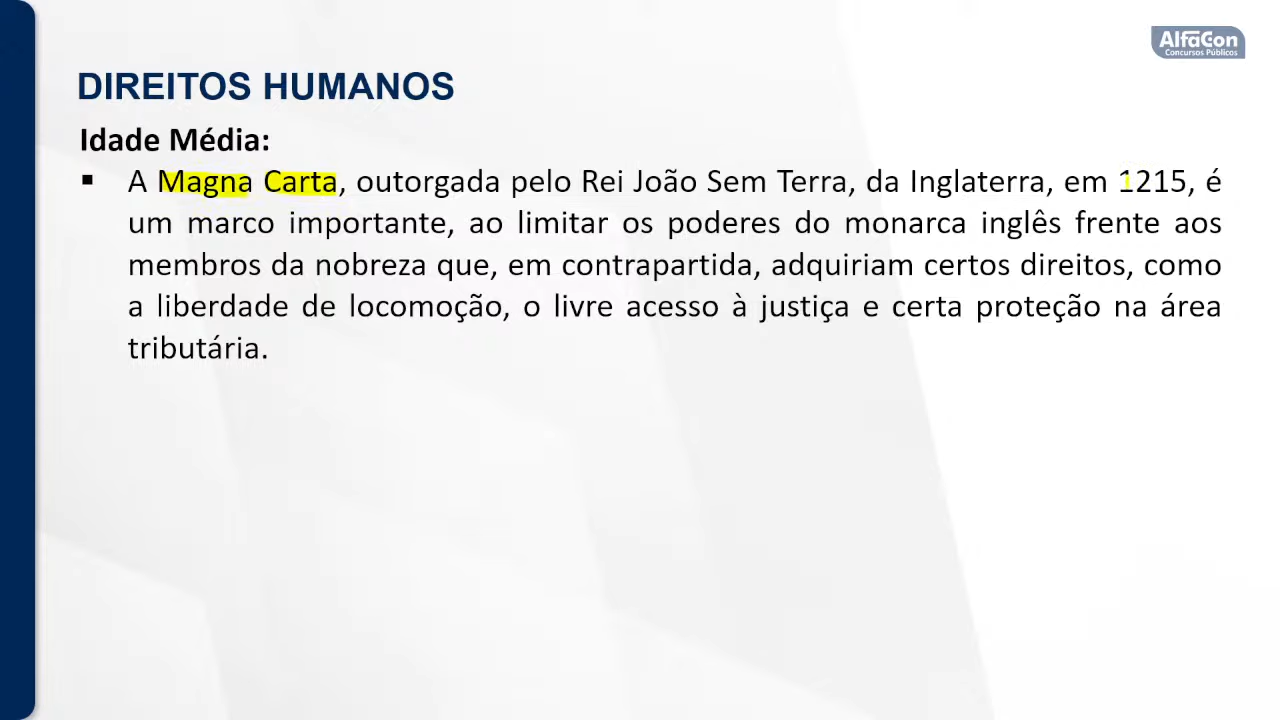 AlfaCon
Concursos Públicos
DIREITOS HUMANOS
Idade Média:
▪ A Magna Carta, outorgada pelo Rei João Sem Terra, da Inglaterra, em 1215, é
um marco importante, ao limitar os poderes do monarca inglês frente aos
membros da nobreza que, em contrapartida, adquiriam certos direitos, como
a liberdade de locomoção, o livre acesso à justiça e certa proteção na área
tributária.